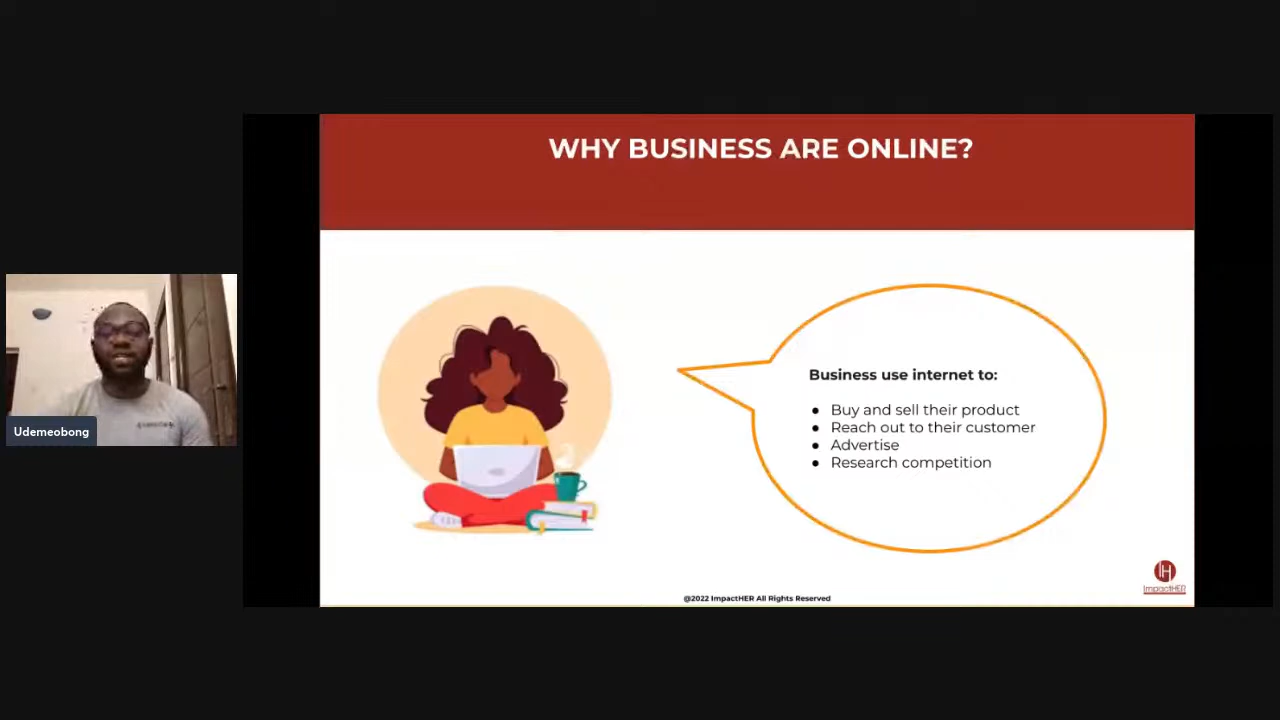 WHY BUSINESS ARE ONLINE?
Udemeobong
Business use internet to:
● Buy and sell their product
● Reach out to their customer
● Advertise
● Research competition
IH
ImpactHER
@2022 ImpactHER All Rights Reserved